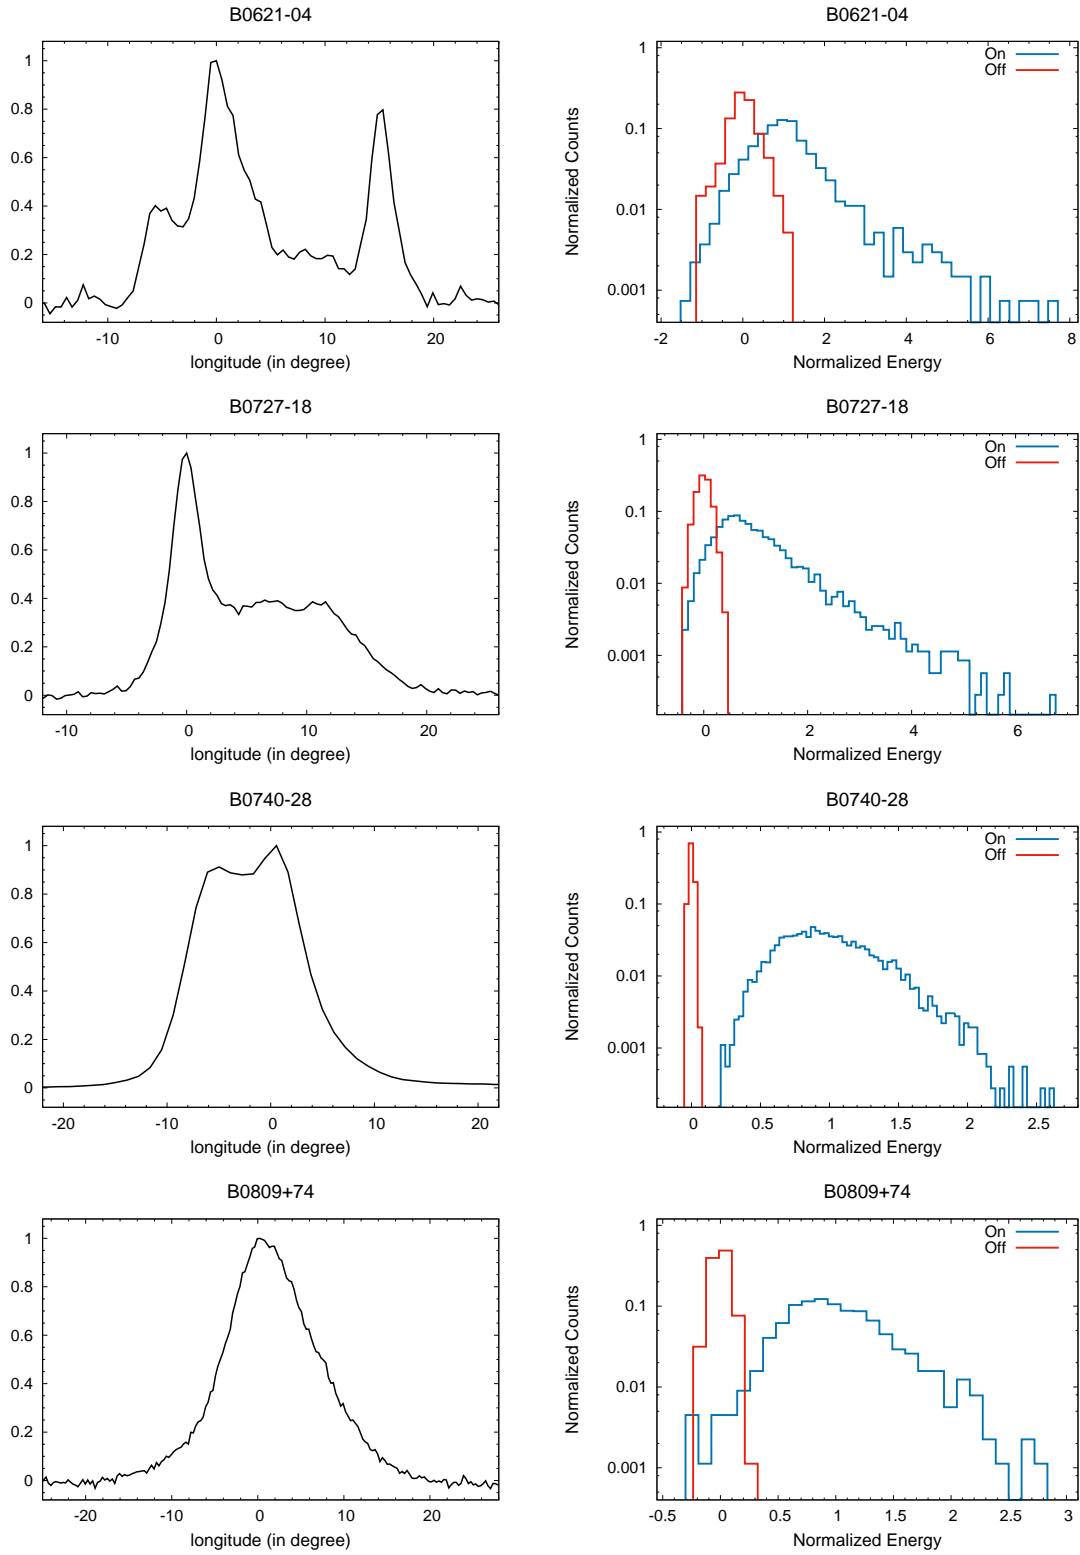 B0621-04
1
0.8
0.6
0.4
0.2
0
-10
0
10
20
longitude (in degree)
B0621-04
On
Off
Normalized Counts
1
0.1
0.01
0.001
-2
0
2
4
6
8
Normalized Energy
B0727-18
1
0.8
0.6
0.4
0.2
0
-10
0
10
20
longitude (in degree)
B0727-18
On
Off
Normalized Counts
1
0.1
0.01
0.001
0
2
4
6
Normalized Energy
B0740-28
1
0.8
0.6
0.4
0.2
0
-20
-10
0
10
20
longitude (in degree)
B0740-28
On
Off
Normalized Counts
1
0.1
0.01
0.001
0
0.5
1
1.5
2
2.5
Normalized Energy
B0809+74
1
0.8
0.6
0.4
0.2
0
-20
-10
0
10
20
longitude (in degree)
B0809+74
On
Off
Normalized Counts
1
0.1
0.01
0.001
-0.5
0
0.5
1
1.5
2
2.5
3
Normalized Energy